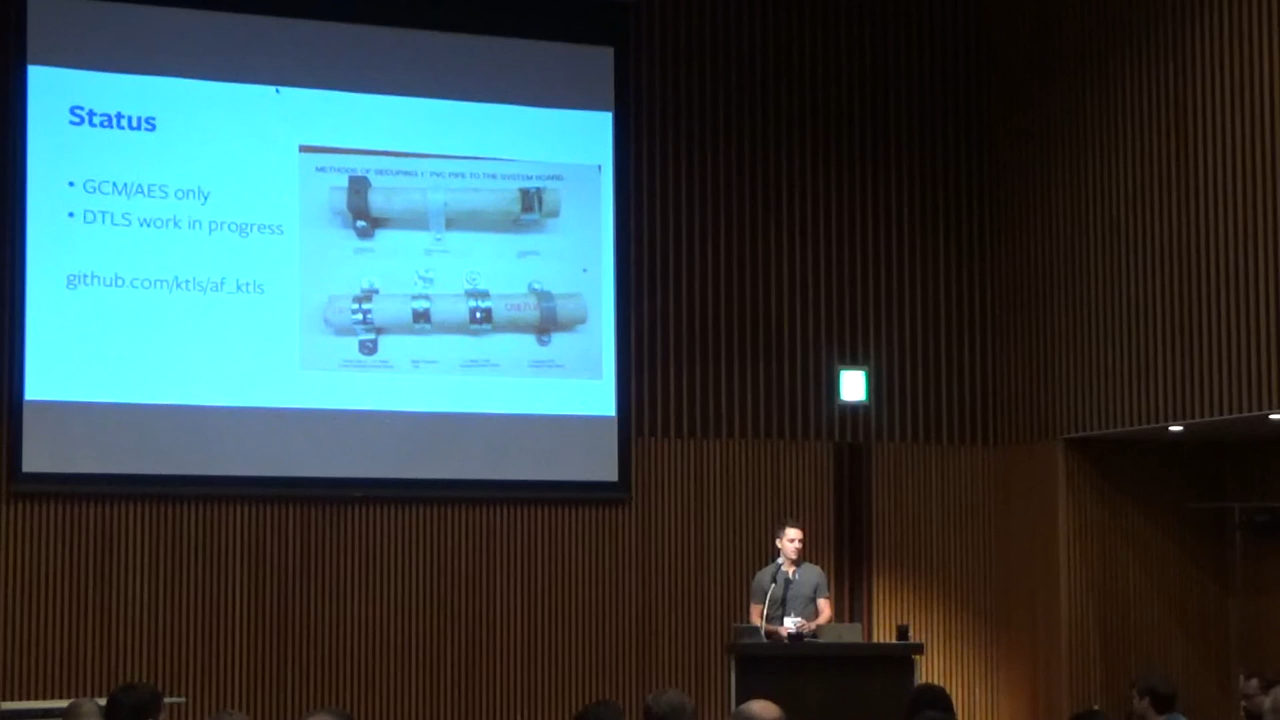 Status
• GCM/AES only
• DTLS work in progress
github.com/ktls/af_ktls
METHODS OF SECURING 1" PVC PIPE TO THE SYSTEM BOARD.